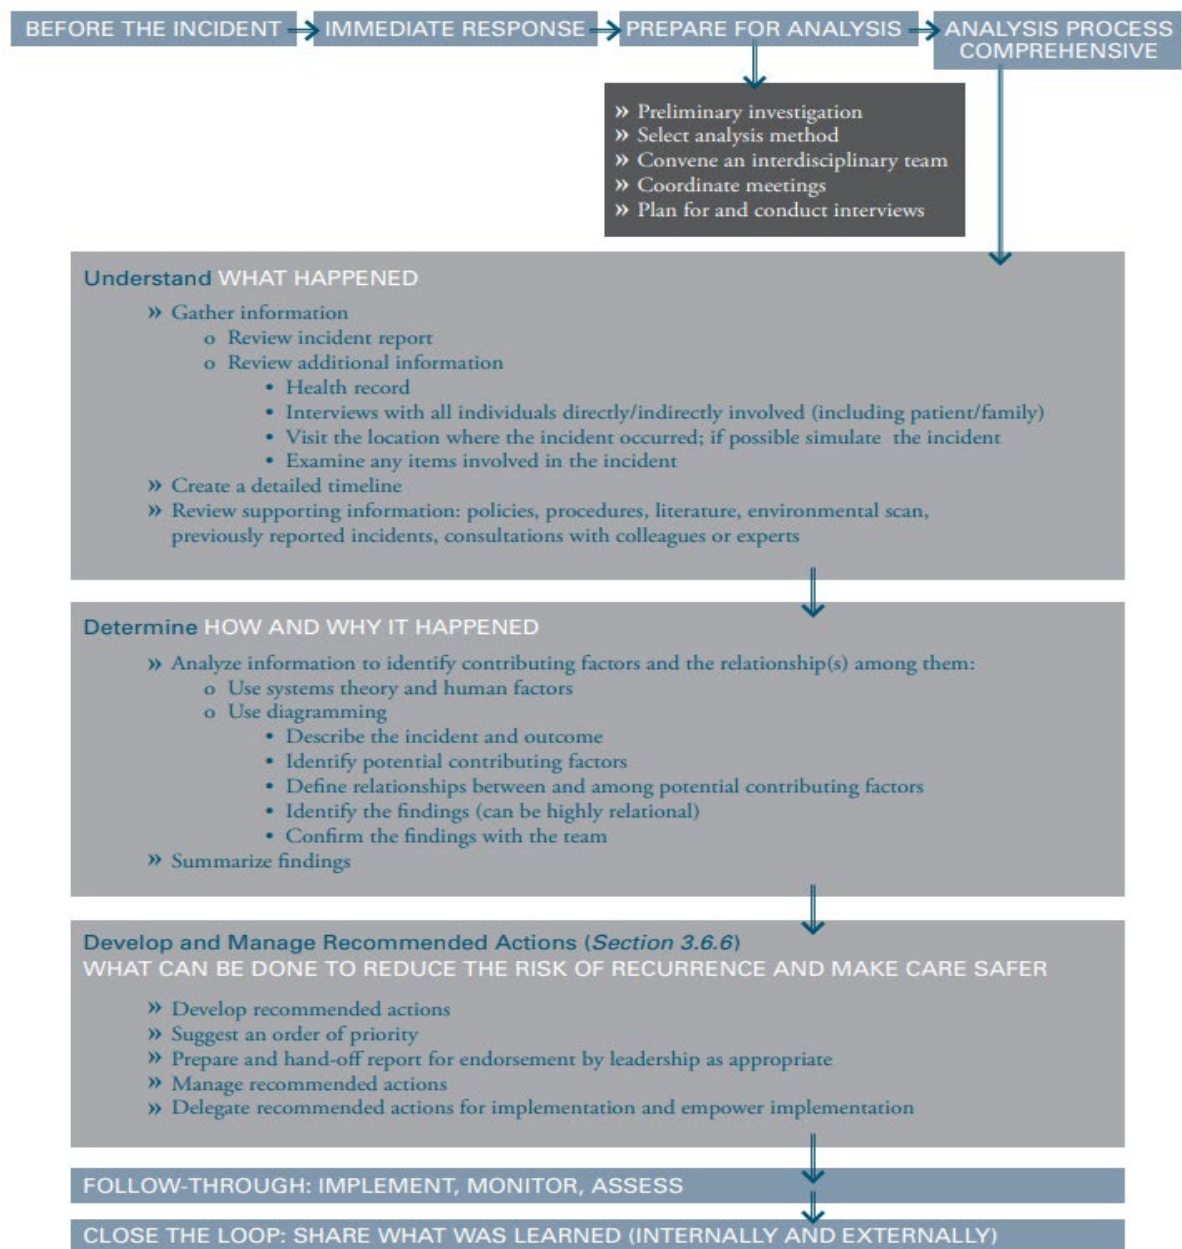 BEFORE THE INCIDENT
IMMEDIATE RESPONSE
PREPARE FOR ANALYSIS
ANALYSIS PROCESS
COMPREHENSIVE
» Preliminary investigation
» Select analysis method
» Convene an interdisciplinary team
» Coordinate meetings
» Plan for and conduct interviews
Understand WHAT HAPPENED
» Gather information
o Review incident report
o Review additional information
• Health record
• Interviews with all individuals directly/indirectly involved (including patient/family)
• Visit the location where the incident occurred; if possible simulate the incident
• Examine any items involved in the incident
» Create a detailed timeline
» Review supporting information: policies, procedures, literature, environmental scan,
previously reported incidents, consultations with colleagues or experts
Determine HOW AND WHY IT HAPPENED
» Analyze information to identify contributing factors and the relationship(s) among them:
o Use systems theory and human factors
o Use diagramming
• Describe the incident and outcome
• Identify potential contributing factors
• Define relationships between and among potential contributing factors
• Identify the findings (can be highly relational)
• Confirm the findings with the team
» Summarize findings
Develop and Manage Recommended Actions (Section 3.6.6)
WHAT CAN BE DONE TO REDUCE THE RISK OF RECURRENCE AND MAKE CARE SAFER
» Develop recommended actions
» Suggest an order of priority
» Prepare and hand-off report for endorsement by leadership as appropriate
» Manage recommended actions
» Delegate recommended actions for implementation and empower implementation
FOLLOW-THROUGH: IMPLEMENT, MONITOR, ASSESS
CLOSE THE LOOP: SHARE WHAT WAS LEARNED (INTERNALLY AND EXTERNALLY)